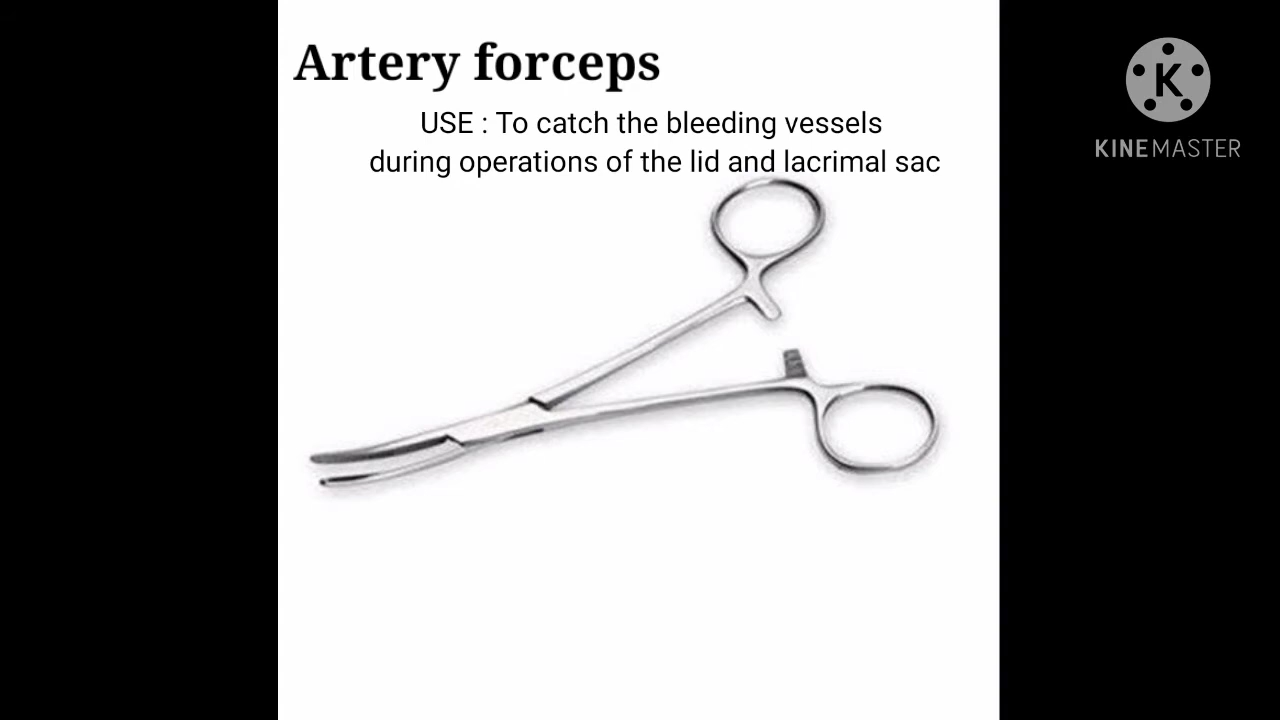 Artery forceps
USE : To catch the bleeding vessels
during operations of the lid and lacrimal sac
K
KINEMASTER